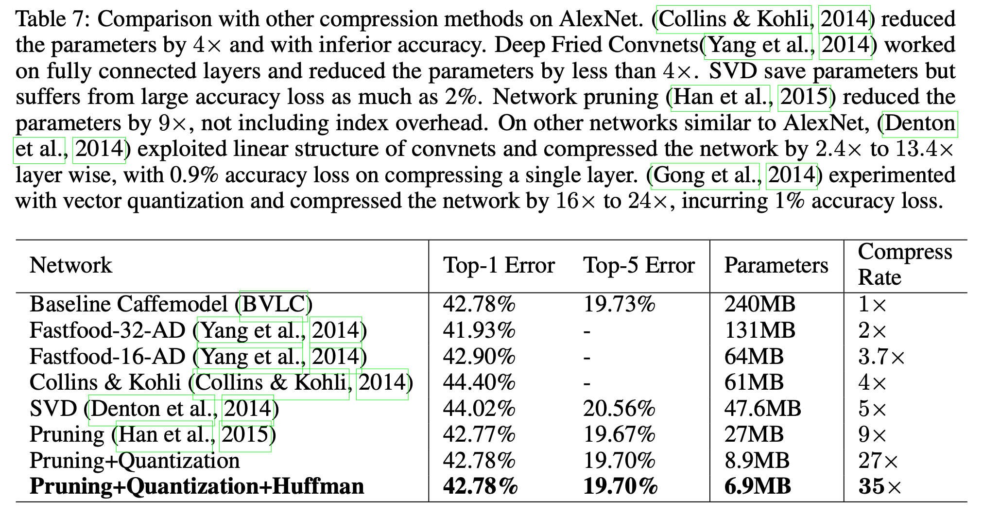 Table 7: Comparison with other compression methods on AlexNet. (Collins & Kohli, 2014) reduced
the parameters by 4× and with inferior accuracy. Deep Fried Convnets(Yang et al., 2014) worked
on fully connected layers and reduced the parameters by less than 4×. SVD save parameters but
suffers from large accuracy loss as much as 2%. Network pruning (Han et al., 2015) reduced the
parameters by 9×, not including index overhead. On other networks similar to AlexNet, (Denton
et al., 2014) exploited linear structure of convnets and compressed the network by 2.4× to 13.4×
layer wise, with 0.9% accuracy loss on compressing a single layer. (Gong et al., 2014) experimented
with vector quantization and compressed the network by 16× to 24×, incurring 1% accuracy loss.
Network Top-1 Error Top-5 Error Parameters Compress
Rate
Baseline Caffemodel (BVLC) 42.78% 19.73% 240MB 1×
Fastfood-32-AD (Yang et al., 2014) 41.93% - 131MB 2×
Fastfood-16-AD (Yang et al., 2014) 42.90% - 64MB 3.7×
Collins & Kohli (Collins & Kohli, 2014) 44.40% - 61MB 4×
SVD (Denton et al., 2014) 44.02% 20.56% 47.6MB 5×
Pruning (Han et al., 2015) 42.77% 19.67% 27MB 9×
Pruning+Quantization 42.78% 19.70% 8.9MB 27×
Pruning+Quantization+Huffman 42.78% 19.70% 6.9MB 35×